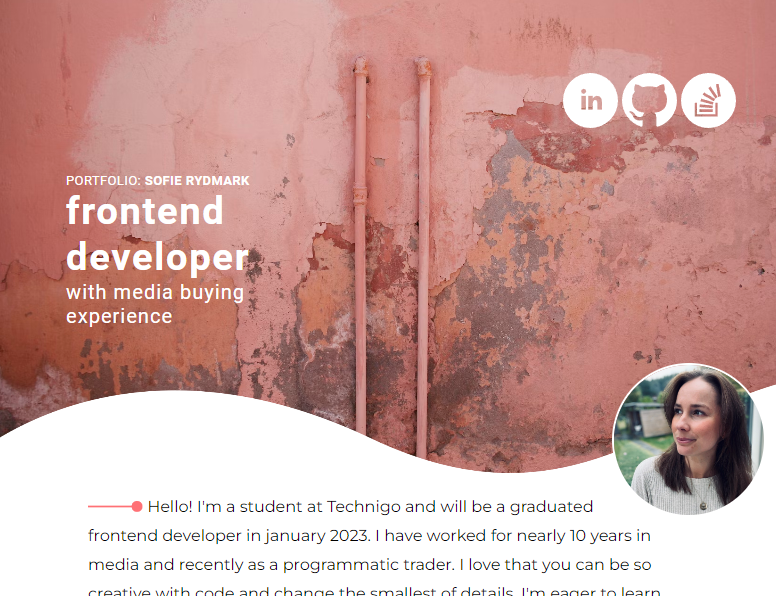 in
PORTFOLIO: SOFIE RYDMARK
frontend
developer
with media buying
experience
Hello! I'm a student at Technigo and will be a graduated
frontend developer in january 2023. I have worked for nearly 10 years in
media and recently as a programmatic trader. I love that you can be so
creative with code and change the smallest of details. I'm eager to learn